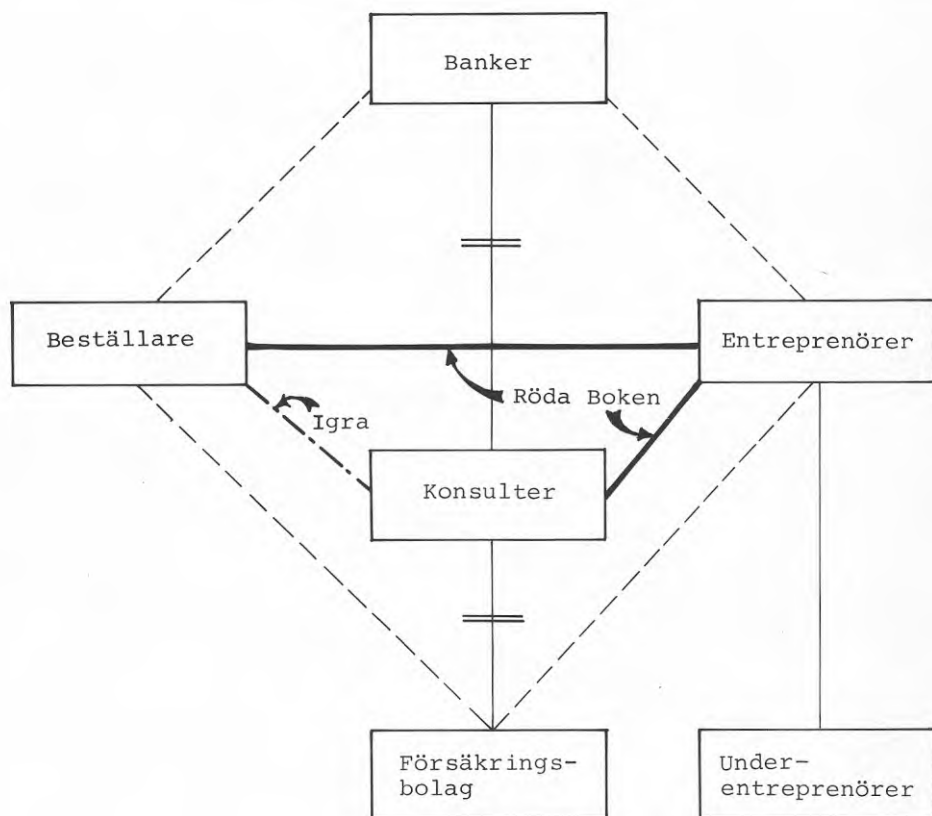 Banker
Beställare
Entreprenörer
Röda Boken
Igra
Konsulter
Försäkrings-
bolag
Under-
entreprenörer